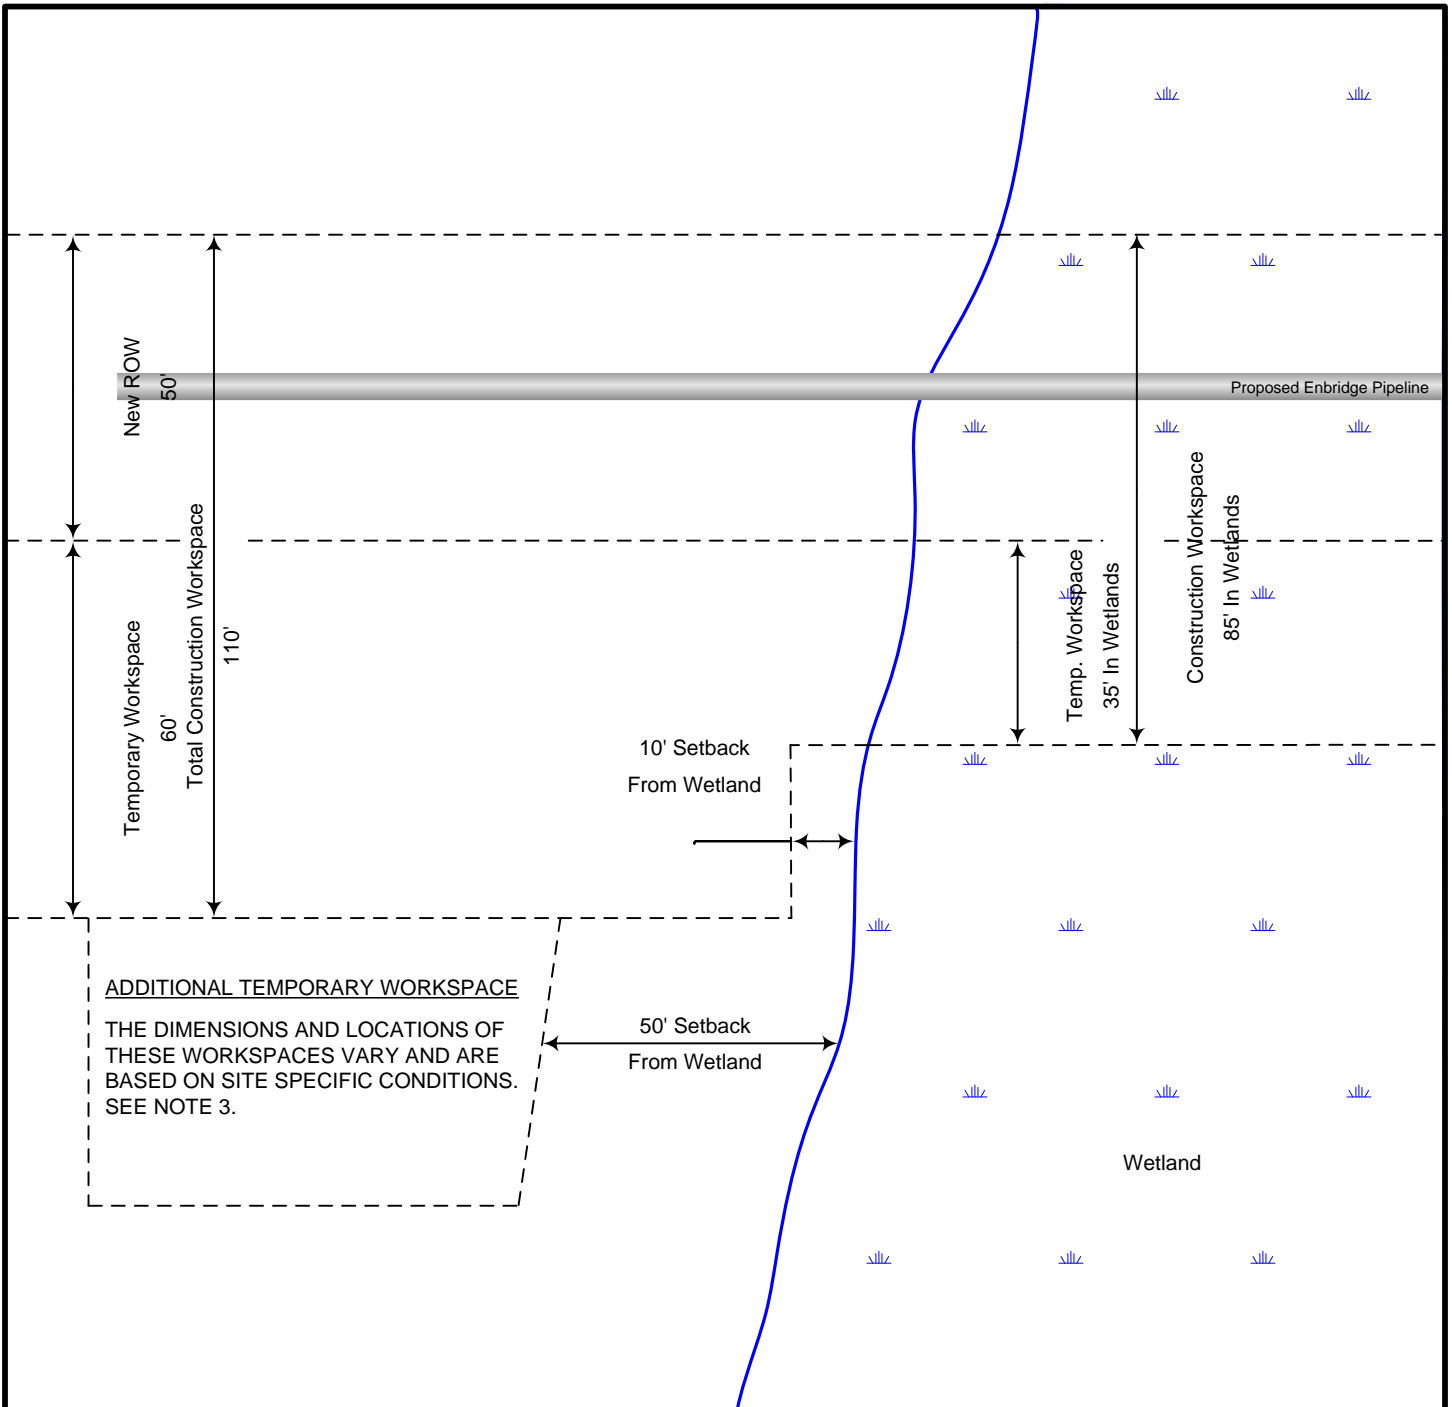 New ROW
50'
Proposed Enbridge Pipeline
Temporary Workspace
60'
Total Construction Workspace
110'
Temp. Workspace
35' In Wetlands
Construction Workspace
85' In Wetlands
10' Setback
From Wetland
ADDITIONAL TEMPORARY WORKSPACE
THE DIMENSIONS AND LOCATIONS OF
THESE WORKSPACES VARY AND ARE
BASED ON SITE SPECIFIC CONDITIONS.
SEE NOTE 3.
50' Setback
From Wetland
Wetland